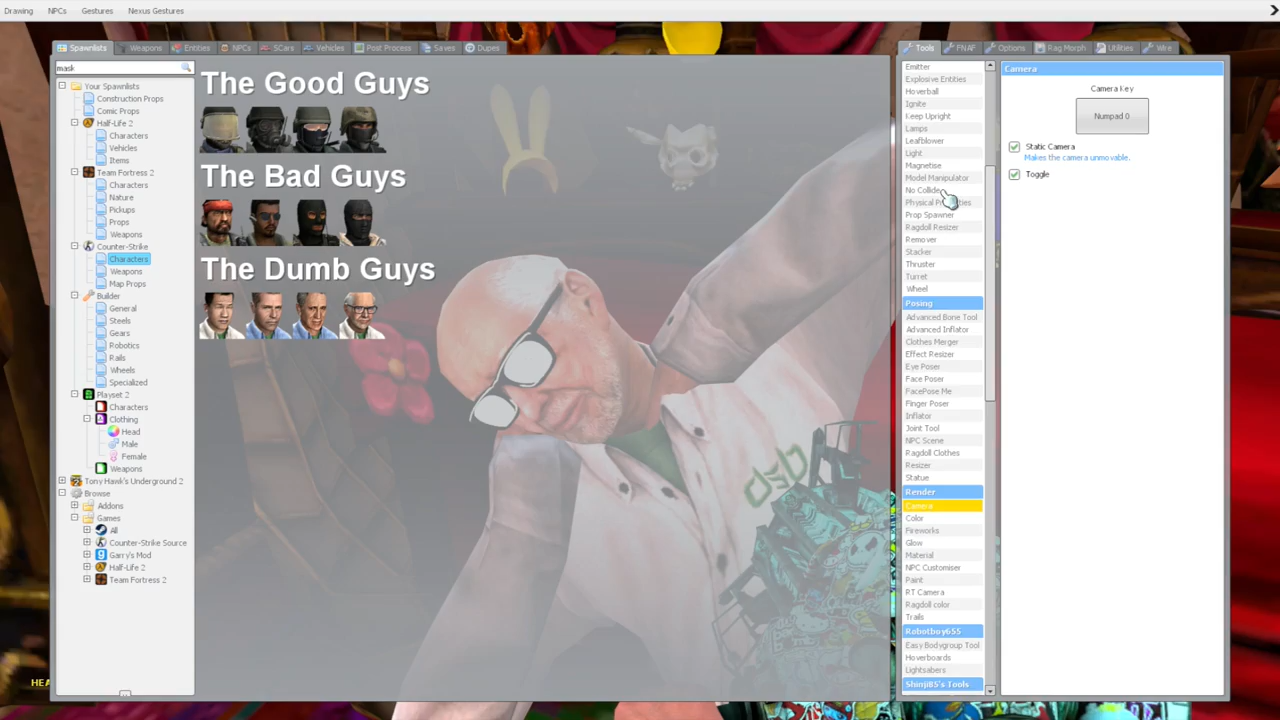 Drawing NPCs Gestures Nexus Gestures
Spawnlists Weapons Entities NPCs SCars Vehicles Post Process Saves Dupes
mask
Your Spawnlists
Construction Props
Comic Props
Half-Life 2
Characters
Vehicles
Items
Team Fortress 2
Characters
Nature
Pickups
Props
Weapons
Counter-Strike
Characters
Weapons
Map Props
Builder
General
Steels
Gears
Robotics
Rails
Wheels
Specialized
Playset 2
Characters
Clothing
Head
Male
Female
Weapons
Tony Hawk's Underground 2
Browse
Addons
Games
All
Counter-Strike Source
Garry's Mod
Half-Life 2
Team Fortress 2
The Good Guys
The Bad Guys
The Dumb Guys
HEA
Tools FNAF Options Rag Morph Utilities Wire
Emitter
Explosive Entities
Hoverball
Ignite
Keep Upright
Lamps
Leafblower
Light
Magnetise
Model Manipulator
No Collide
Physical Properties
Prop Spawner
Ragdoll Resizer
Remover
Stacker
Thruster
Turret
Wheel
Posing
Advanced Bone Tool
Advanced Inflator
Clothes Merger
Effect Resizer
Eye Poser
Face Poser
FacePose Me
Finger Poser
Inflator
Joint Tool
NPC Scene
Ragdoll Clothes
Resizer
Statue
Render
Camera
Color
Fireworks
Glow
Material
NPC Customiser
Paint
RT Camera
Ragdoll color
Trails
Robotboy655
Easy Bodygroup Tool
Hoverboards
Lightsabers
Shinji85's Tools
Camera
Camera Key
Numpad 0
Static Camera
Makes the camera unmovable.
Toggle